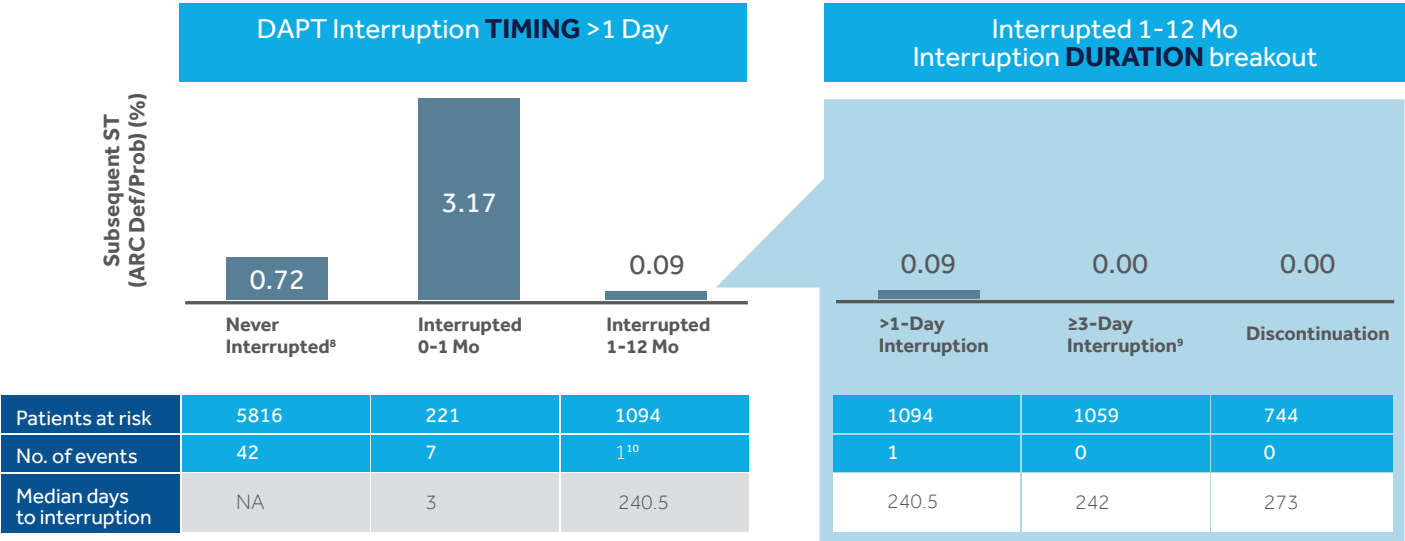 DAPT Interruption TIMING >1 Day
Interrupted 1-12 Mo
Interruption DURATION breakout
Subsequent ST
(ARC Def/Prob) (%)
0.72
3.17
0.09
0.09
0.00
0.00
Never
Interrupted⁸
Interrupted
0-1 Mo
Interrupted
1-12 Mo
>1-Day
Interruption
≥3-Day
Interruption⁹
Discontinuation
Patients at risk 5816 221 1094 1094 1059 744
No. of events 42 7 1¹⁰ 1 0 0
Median days
to interruption NA 3 240.5 240.5 242 273